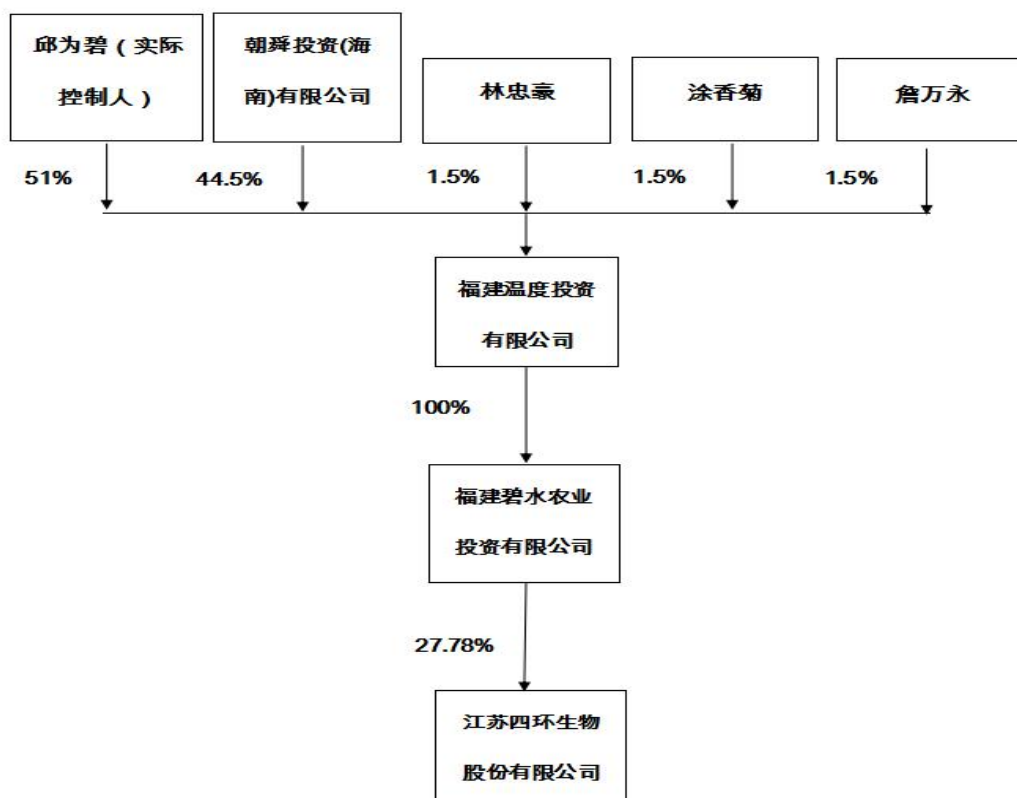 邱为碧（实际
控制人）
朝舜投资(海
南)有限公司
林忠豪
涂香菊
詹万永
51%
44.5%
1.5%
1.5%
1.5%
福建温度投资
有限公司
100%
福建碧水农业
投资有限公司
27.78%
江苏四环生物
股份有限公司